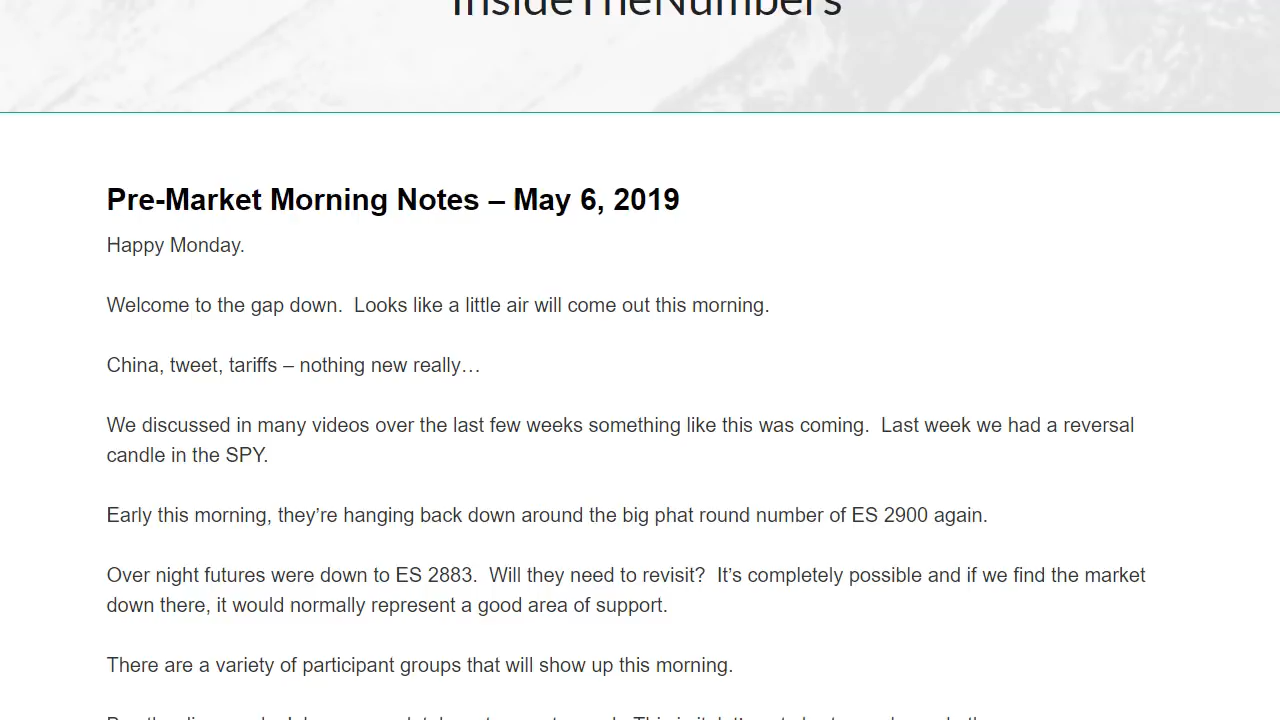 InsideTheNumbers
Pre-Market Morning Notes – May 6, 2019
Happy Monday.
Welcome to the gap down.  Looks like a little air will come out this morning.
China, tweet, tariffs – nothing new really…
We discussed in many videos over the last few weeks something like this was coming.  Last week we had a reversal
candle in the SPY.
Early this morning, they’re hanging back down around the big phat round number of ES 2900 again.
Over night futures were down to ES 2883.  Will they need to revisit?  It’s completely possible and if we find the market
down there, it would normally represent a good area of support.
There are a variety of participant groups that will show up this morning.